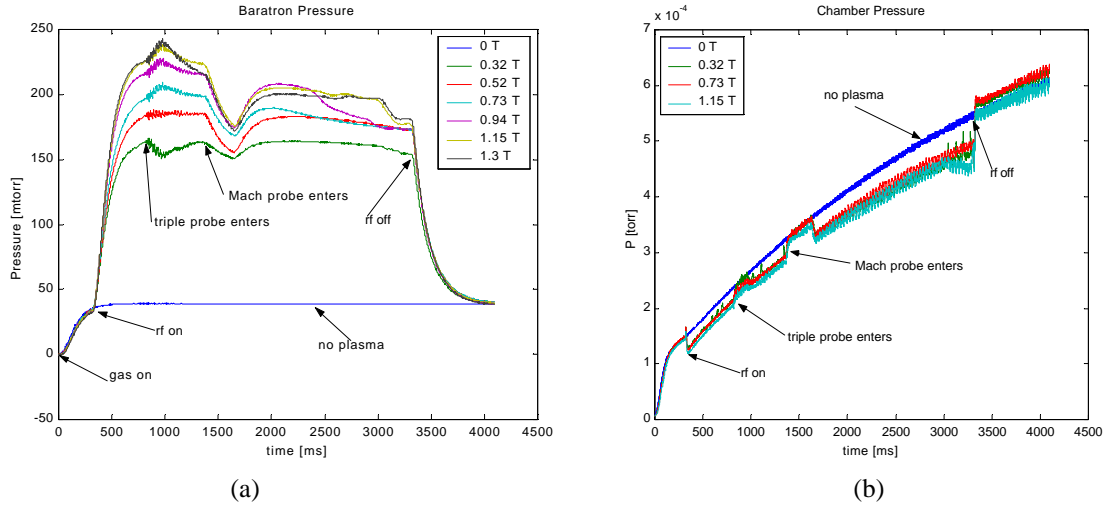 Baratron Pressure
250
200
150
100
50
0
-50
Pressure [mtorr]
0 T
0.32 T
0.52 T
0.73 T
0.94 T
1.15 T
1.3 T
Mach probe enters
triple probe enters
rf off
rf on
no plasma
gas on
0 500 1000 1500 2000 2500 3000 3500 4000 4500
time [ms]
(a)
Chamber Pressure
7 x 10-4
6
5
4
3
2
1
0
P [torr]
0 T
0.32 T
0.73 T
1.15 T
no plasma
rf off
Mach probe enters
triple probe enters
rf on
0 500 1000 1500 2000 2500 3000 3500 4000 4500
time [ms]
(b)